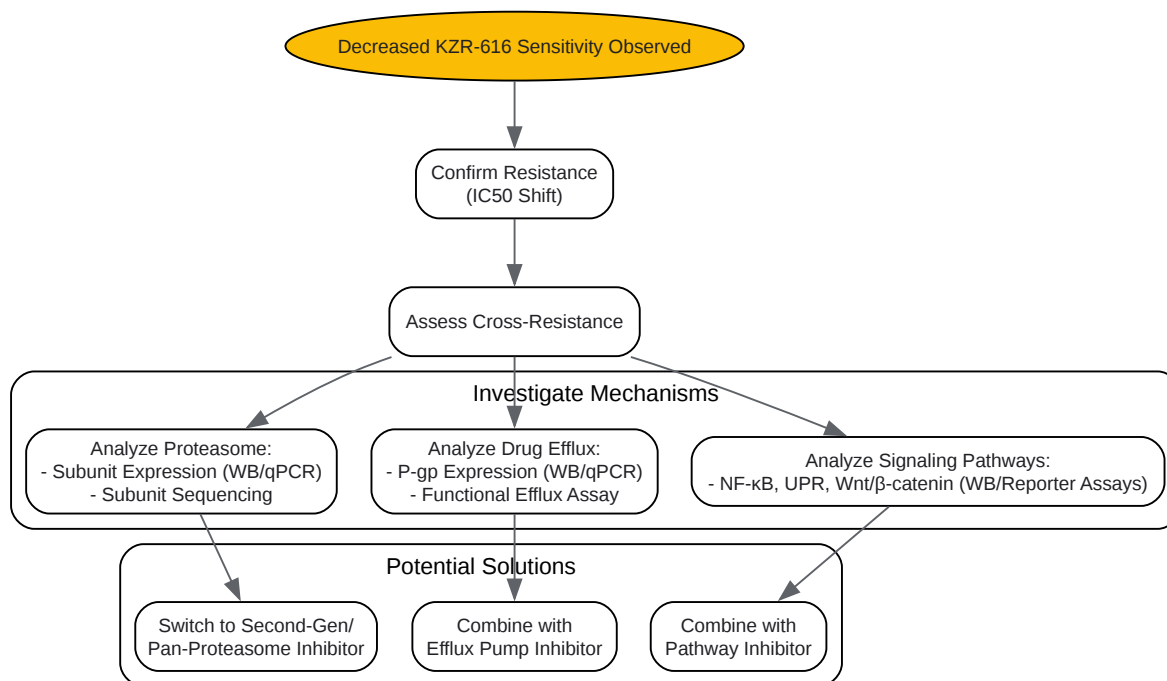 Decreased KZR-616 Sensitivity Observed
Confirm Resistance
(IC50 Shift)
Assess Cross-Resistance
Investigate Mechanisms
Analyze Proteasome:
- Subunit Expression (WB/qPCR)
- Subunit Sequencing
Analyze Drug Efflux:
- P-gp Expression (WB/qPCR)
- Functional Efflux Assay
Analyze Signaling Pathways:
- NF-κB, UPR, Wnt/β-catenin (WB/Reporter Assays)
Potential Solutions
Switch to Second-Gen/
Pan-Proteasome Inhibitor
Combine with
Efflux Pump Inhibitor
Combine with
Pathway Inhibitor